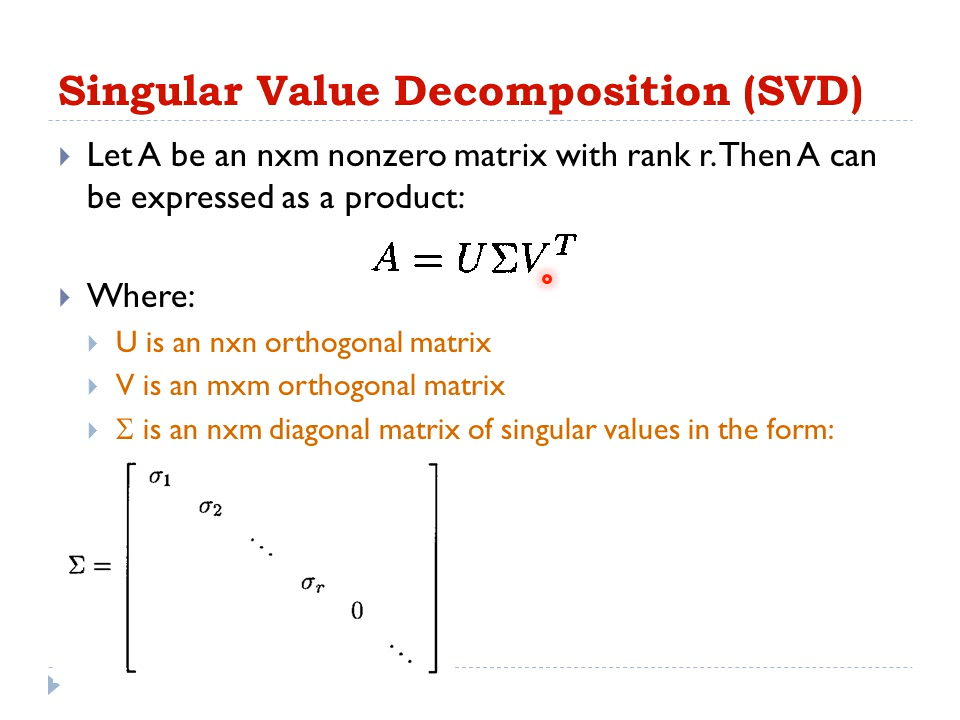 Singular Value Decomposition (SVD)
Let A be an nxm nonzero matrix with rank r. Then A can
be expressed as a product:
A = UΣV^T
Where:
U is an nxn orthogonal matrix
V is an mxm orthogonal matrix
Σ is an nxm diagonal matrix of singular values in the form:
σ1
σ2
⋱
Σ =
σr
0
⋱